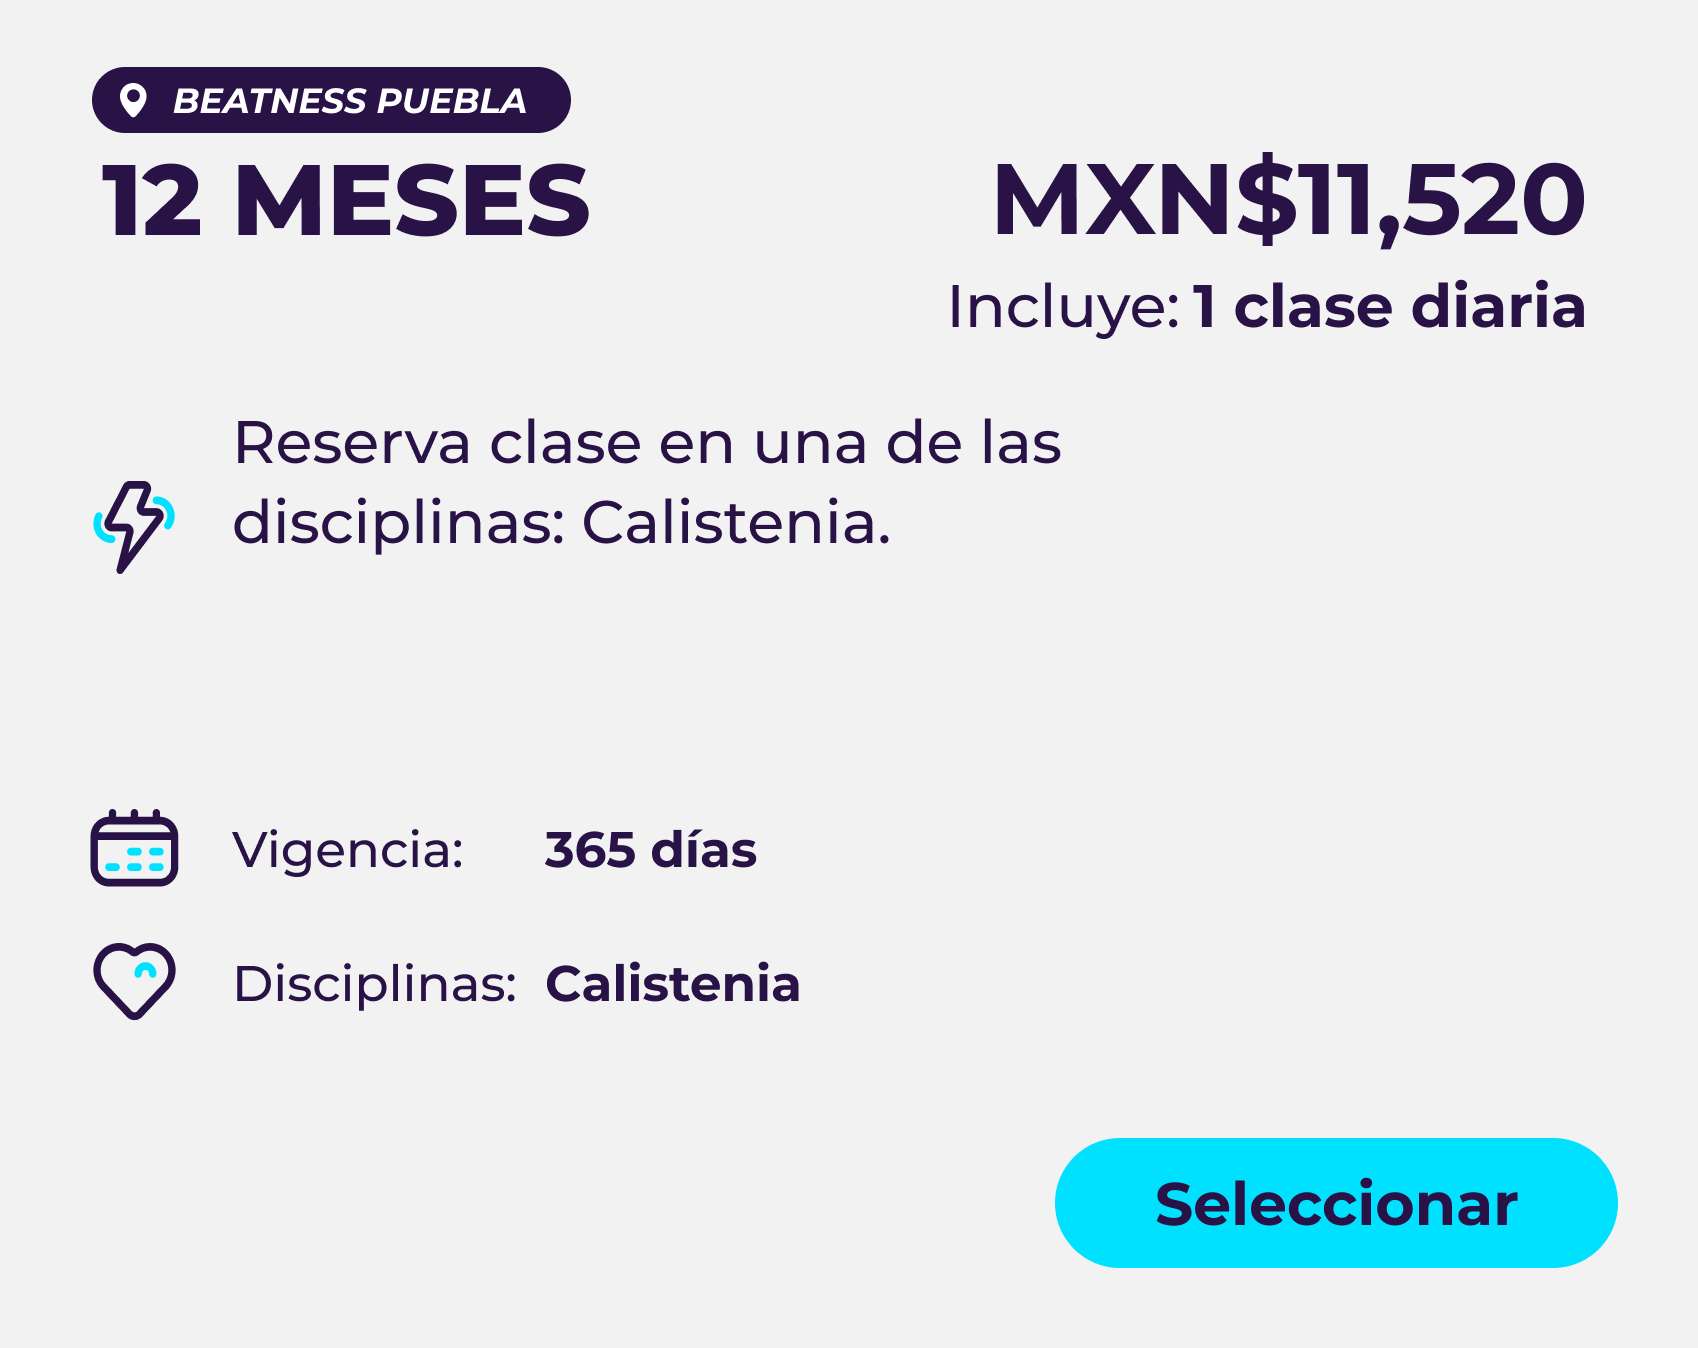 BEATNESS PUEBLA
12 MESES
MXN$11,520
Incluye: 1 clase diaria
Reserva clase en una de las
disciplinas: Calistenia.
Vigencia: 365 días
Disciplinas: Calistenia
Seleccionar